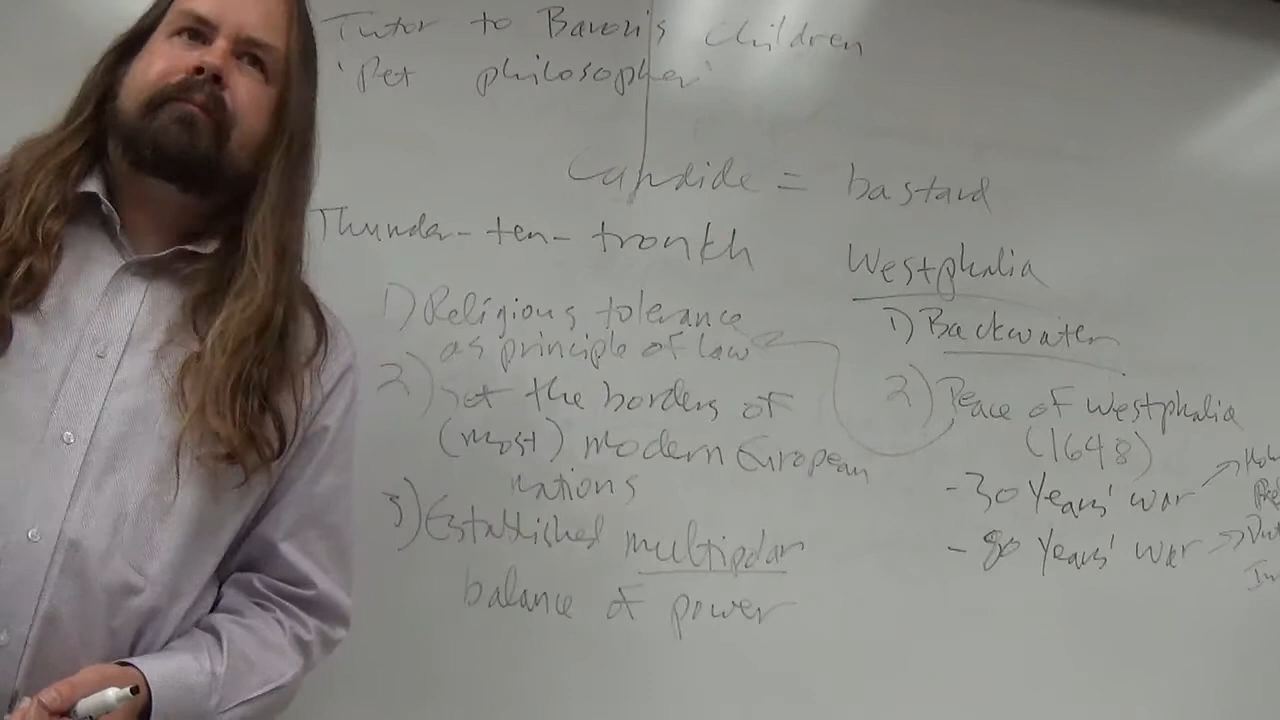 Tutor to Baron's children
'Pet philosopher'
Candide = bastard
Thunder-ten-tronkh
1) Religious tolerance
as principle of law
2) Set the borders of
(most) modern European
nations
3) Established multipolar
balance of power
Westphalia
1) Backwater
2) Peace of Westphalia
(1648)
- 30 Years' war
- 80 Years' war